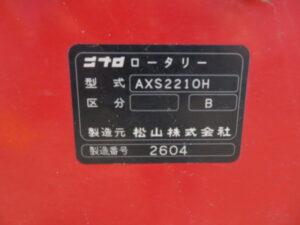 ニプロ ロータリー
型式 AXS2210H
区分 B
製造元 松山株式会社
製造番号 2604